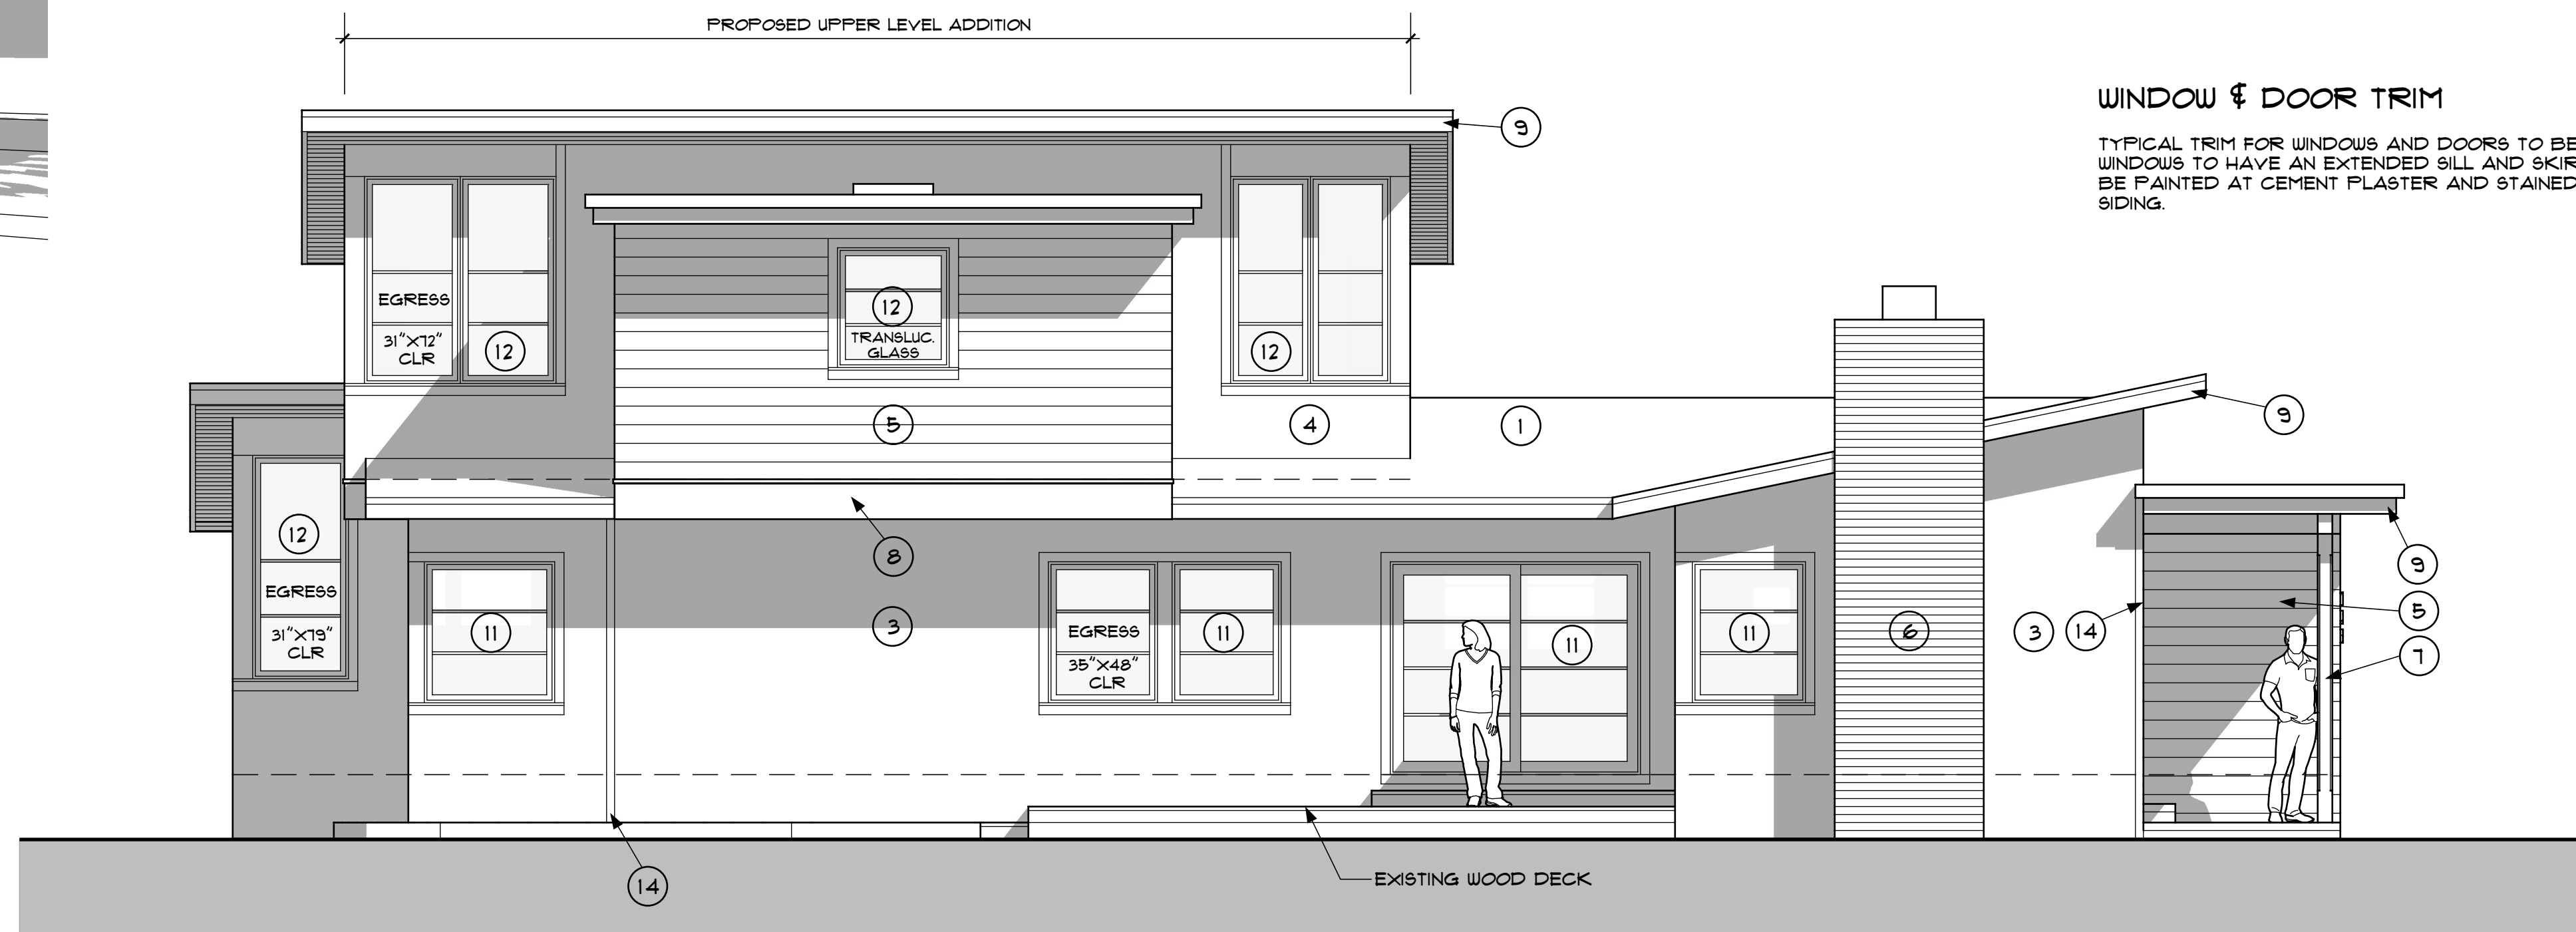 PROPOSED UPPER LEVEL ADDITION
WINDOW & DOOR TRIM
TYPICAL TRIM FOR WINDOWS AND DOORS TO BE
WINDOWS TO HAVE AN EXTENDED SILL AND
BE PAINTED AT CEMENT PLASTER AND STAINED
SIDING.
9
EGRESS
31"X72"
CLR
12
12
TRANSLUC.
GLASS
12
5
4
1
9
12
EGRESS
31"X79"
CLR
8
3
11
EGRESS
35"X48"
CLR
11
11
11
6
3
14
9
5
7
14
EXISTING WOOD DECK